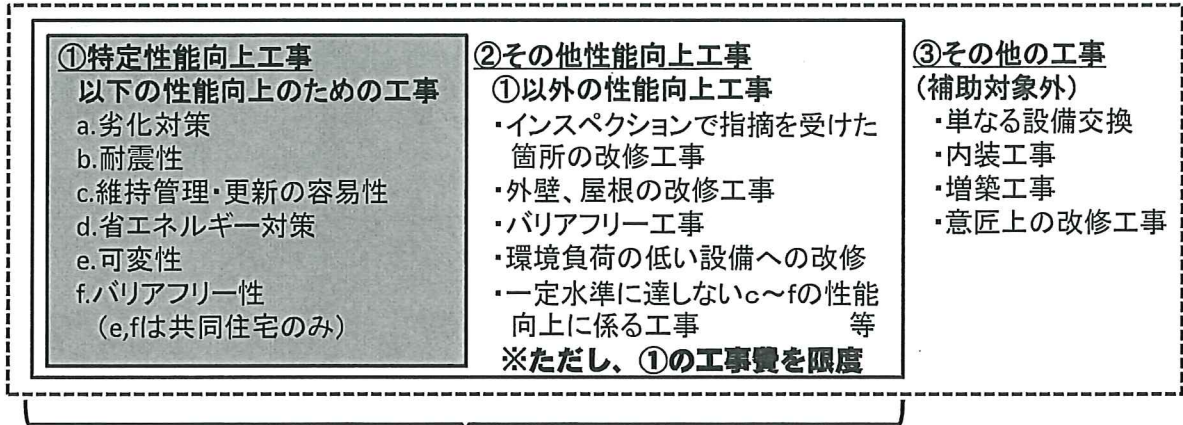 ①特定性能向上工事
以下の性能向上のための工事
a.劣化対策
b.耐震性
c.維持管理・更新の容易性
d.省エネルギー対策
e.可変性
f.バリアフリー性
(e,fは共同住宅のみ)
②その他性能向上工事
①以外の性能向上工事
・インスペクションで指摘を受けた
箇所の改修工事
・外壁、屋根の改修工事
・バリアフリー工事
・環境負荷の低い設備への改修
・一定水準に達しないc～fの性能
向上に係る工事 等
※ただし、①の工事費を限度
③その他の工事
(補助対象外)
・単なる設備交換
・内装工事
・増築工事
・意匠上の改修工事